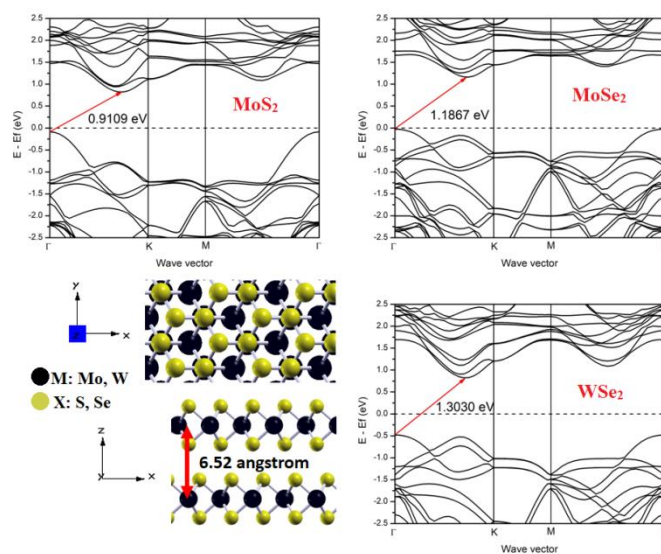 2.5
2.0
1.5
1.0
0.5
0.0
-0.5
-1.0
-1.5
-2.0
-2.5
E - Ef (eV)
MoS2
0.9109 eV
Γ K M Γ
Wave vector
2.5
2.0
1.5
1.0
0.5
0.0
-0.5
-1.0
-1.5
-2.0
-2.5
E - Ef (eV)
MoSe2
1.1867 eV
Γ K M Γ
Wave vector
y
x
M: Mo, W
X: S, Se
z
y x
6.52 angstrom
2.5
2.0
1.5
1.0
0.5
0.0
-0.5
-1.0
-1.5
-2.0
-2.5
E - Ef (eV)
WSe2
1.3030 eV
Γ K M Γ
Wave vector